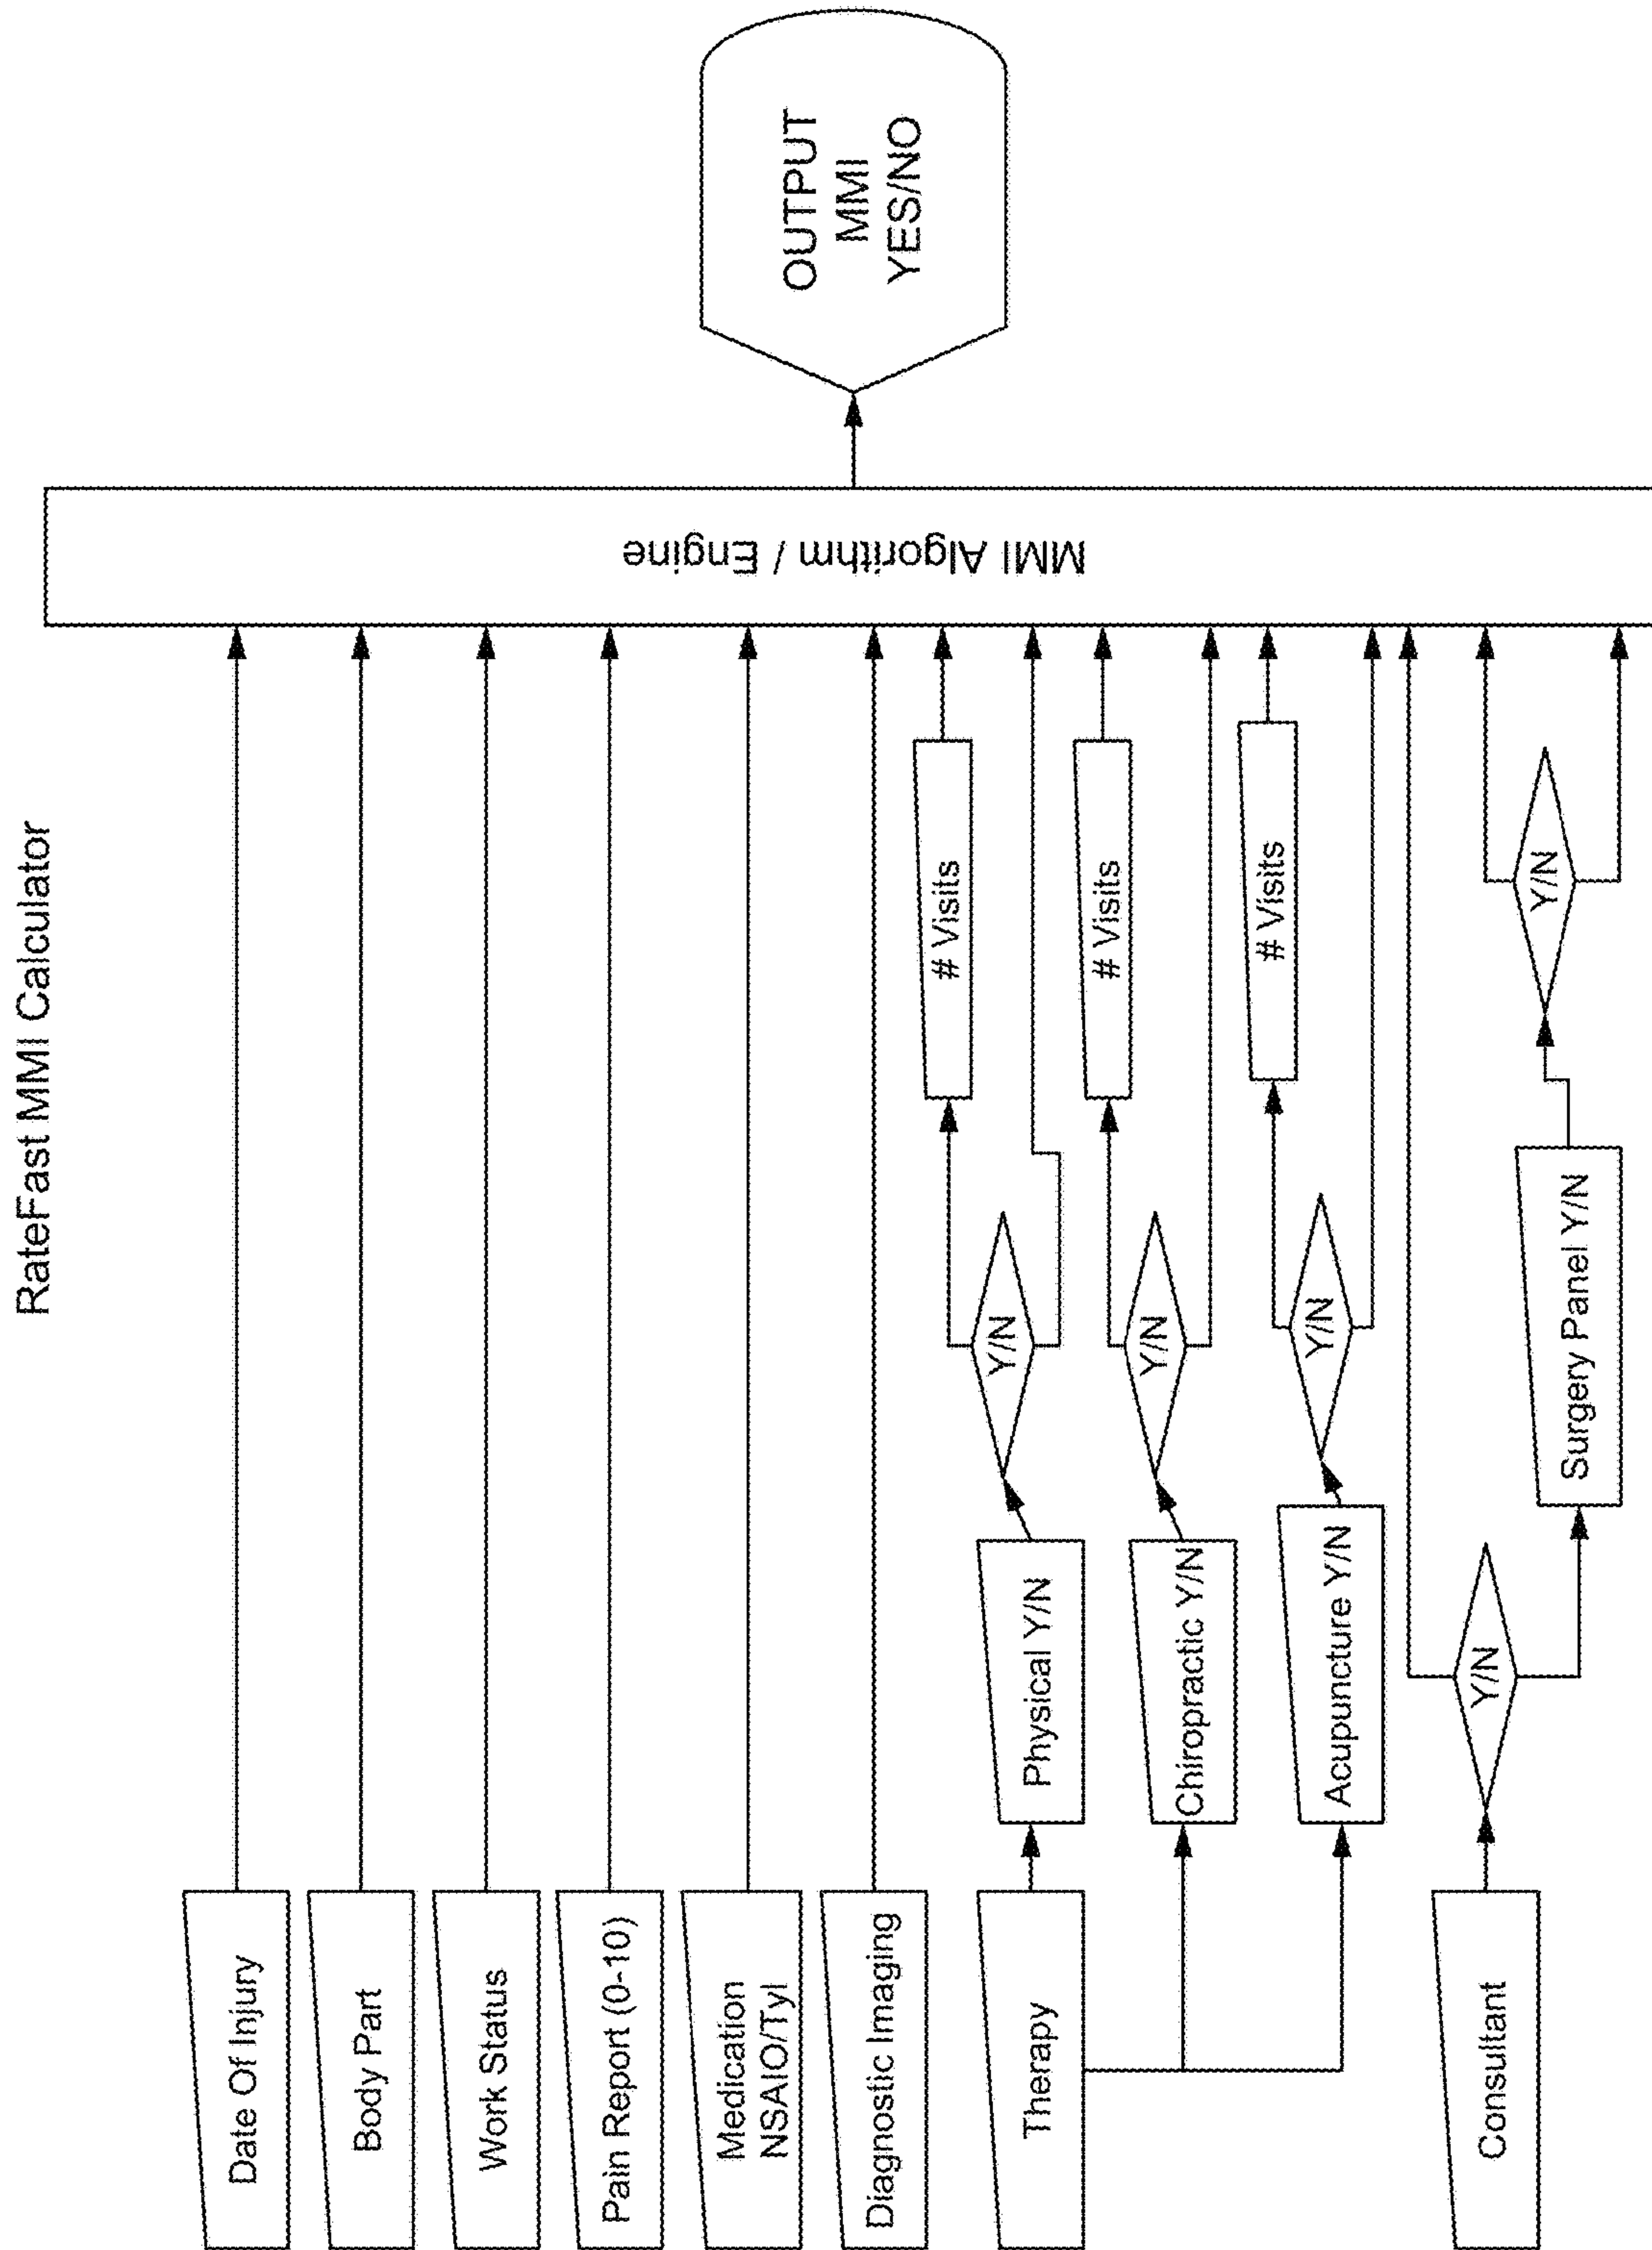 RateFast MMI Calculator
Date Of Injury
Body Part
Work Status
Pain Report (0-10)
Medication
NSAIO/Tyl
Diagnostic Imaging
Therapy
Physical Y/N
Y/N
# Visits
Chiropractic Y/N
Y/N
# Visits
Acupuncture Y/N
Y/N
# Visits
Consultant
Y/N
Surgery Panel Y/N
Y/N
MMI Algorithm / Engine
OUTPUT
MMI
YES/NO